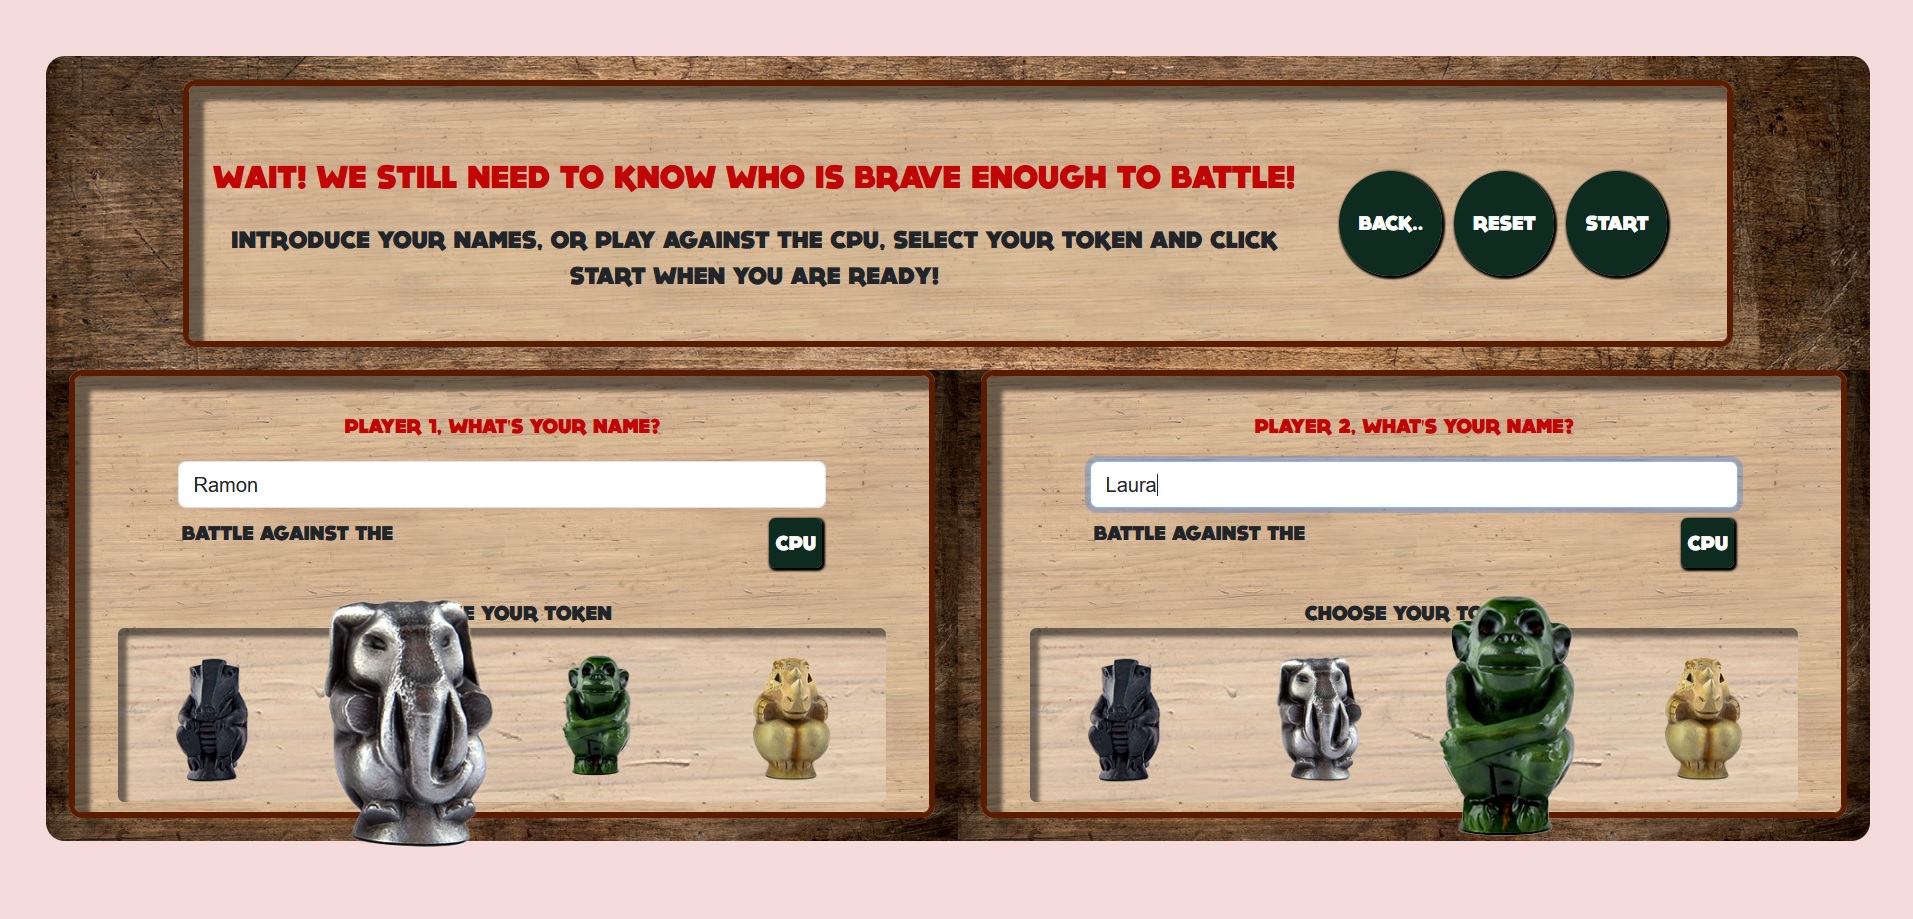 WAIT! WE STILL NEED TO KNOW WHO IS BRAVE ENOUGH TO BATTLE!
INTRODUCE YOUR NAMES, OR PLAY AGAINST THE CPU, SELECT YOUR TOKEN AND CLICK
START WHEN YOU ARE READY!
BACK..
RESET
START
PLAYER 1, WHAT'S YOUR NAME?
Ramon
BATTLE AGAINST THE
CPU
YOUR TOKEN
PLAYER 2, WHAT'S YOUR NAME?
Laura
BATTLE AGAINST THE
CPU
CHOOSE YOUR